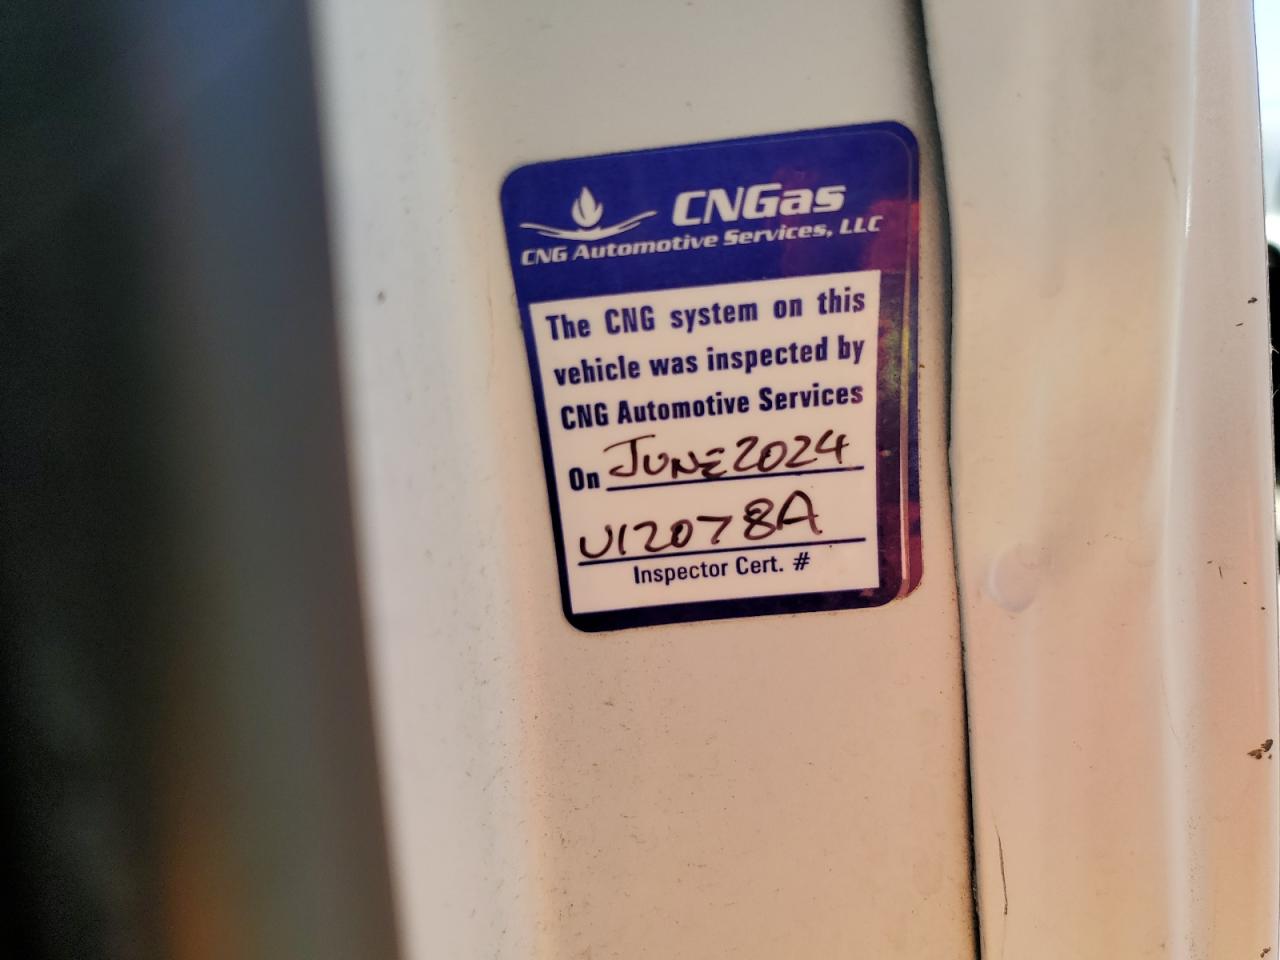 CNGas
CNG Automotive Services, LLC
The CNG system on this
vehicle was inspected by
CNG Automotive Services
On JUNE 2024
U12078A
Inspector Cert. #